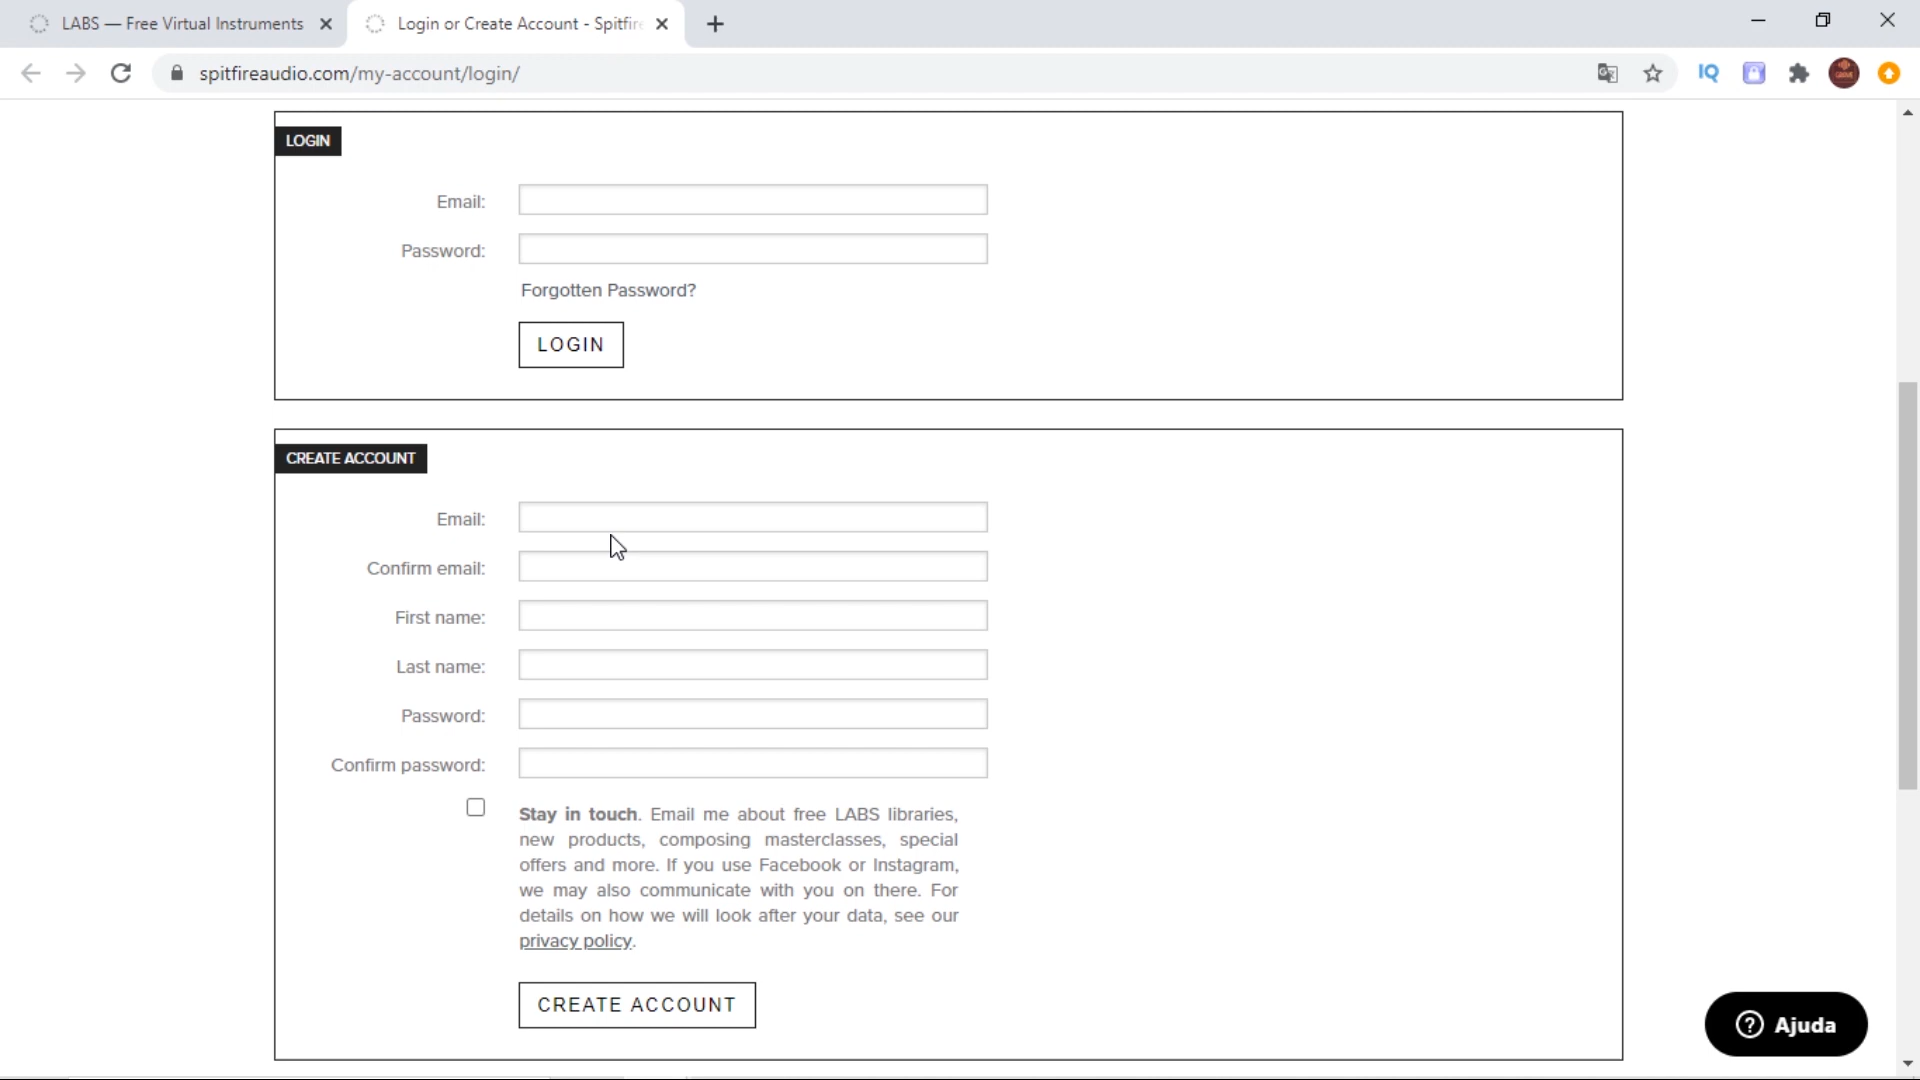 LABS — Free Virtual Instruments
Login or Create Account - Spitfire
spitfireaudio.com/my-account/login/
IQ
LOGIN
Email:
Password:
Forgotten Password?
LOGIN
CREATE ACCOUNT
Email:
Confirm email:
First name:
Last name:
Password:
Confirm password:
Stay in touch. Email me about free LABS libraries,
new products, composing masterclasses, special
offers and more. If you use Facebook or Instagram,
we may also communicate with you on there. For
details on how we will look after your data, see our
privacy policy.
CREATE ACCOUNT
Ajuda